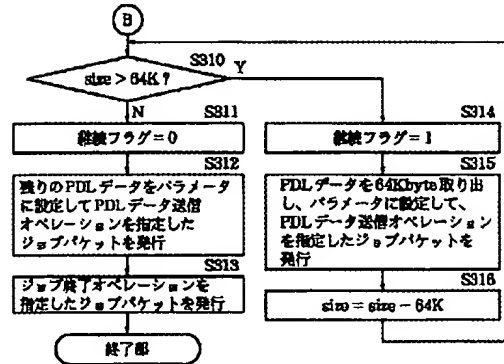 B
S310
size > 64K ?
Y
N
S311
継続フラグ=0
S312
残りのPDLデータをパラメータ
に設定してPDLデータ送信
オペレーションを指定した
ジョブパケットを発行
S313
ジョブ終了オペレーションを
指定したジョブパケットを発行
終了部
S314
継続フラグ=1
S315
PDLデータを64Kbyte取り出
し、パラメータに設定して、
PDLデータ送信オペレーション
を指定したジョブパケットを
発行
S316
size = size − 64K